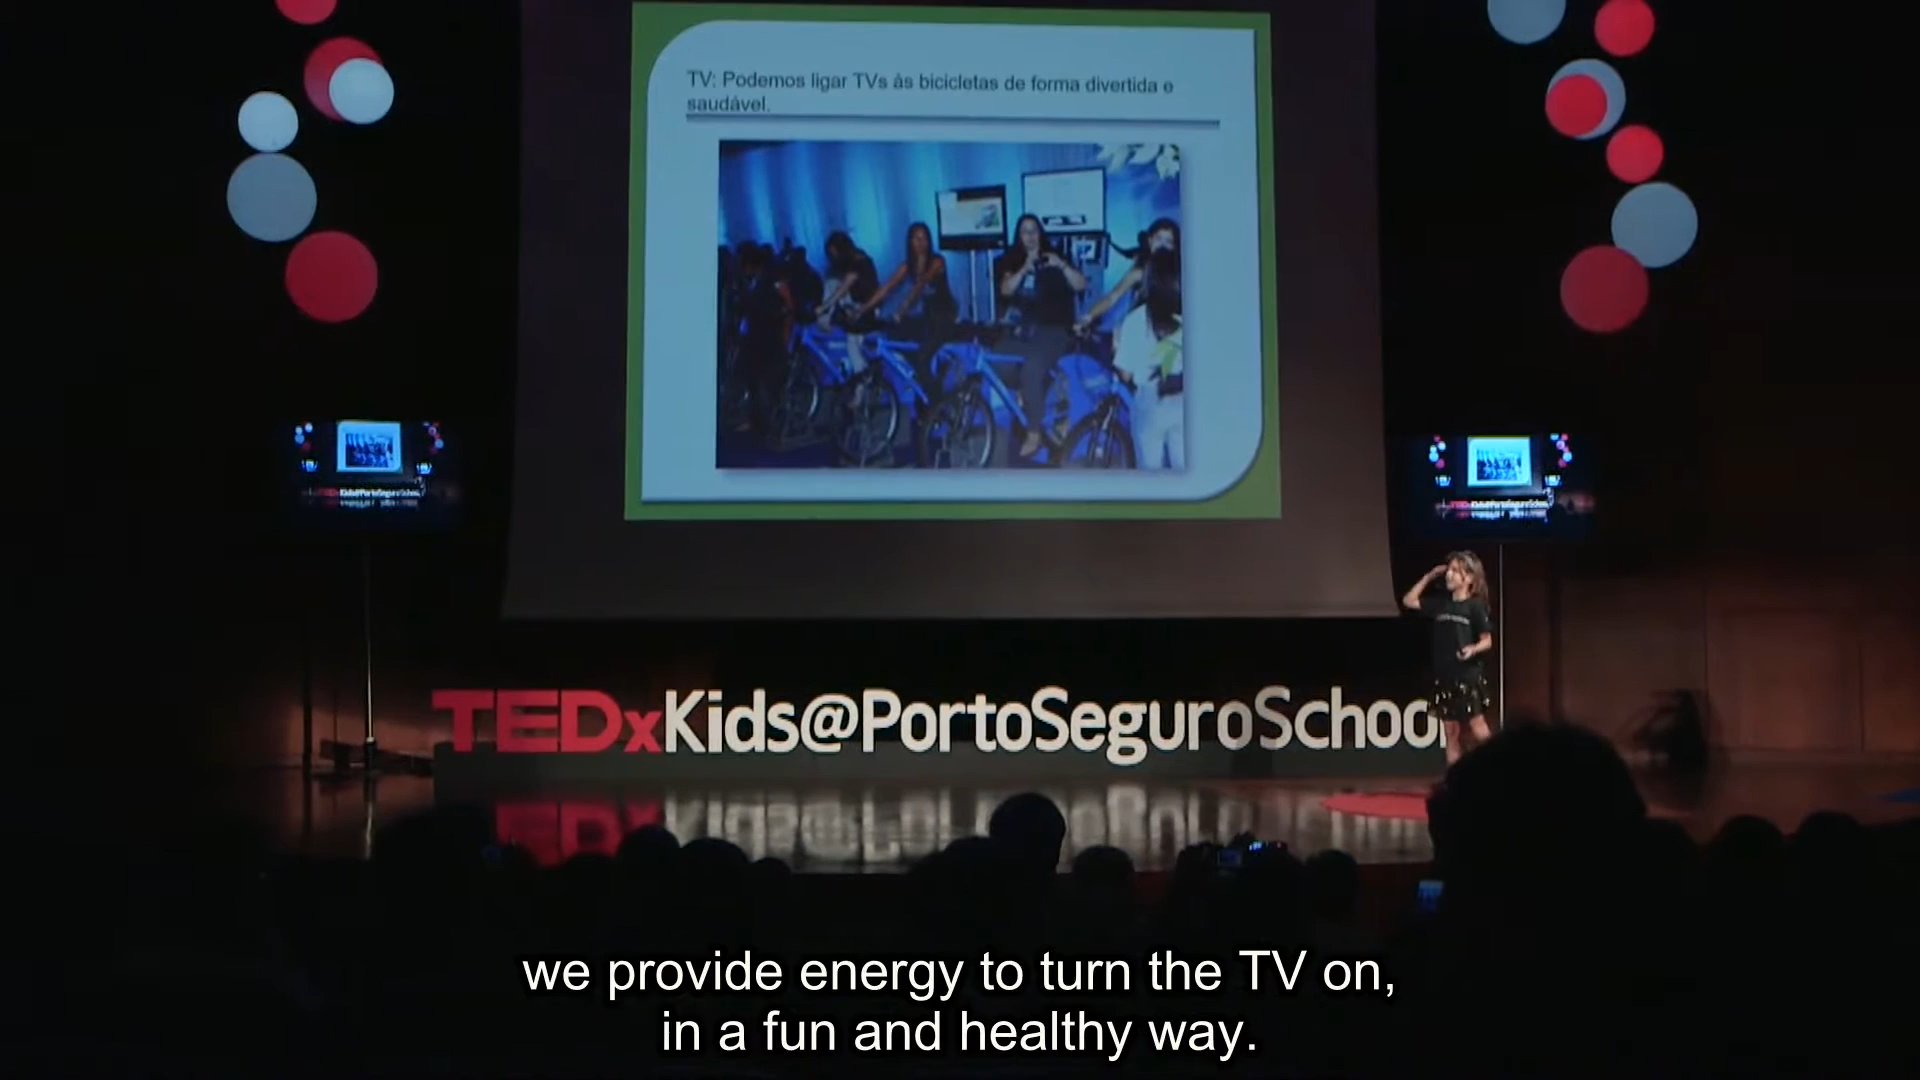 TV: Podemos ligar TVs às bicicletas de forma divertida e
saudável.
TEDxKids@PortoSeguroSchool
we provide energy to turn the TV on,
in a fun and healthy way.